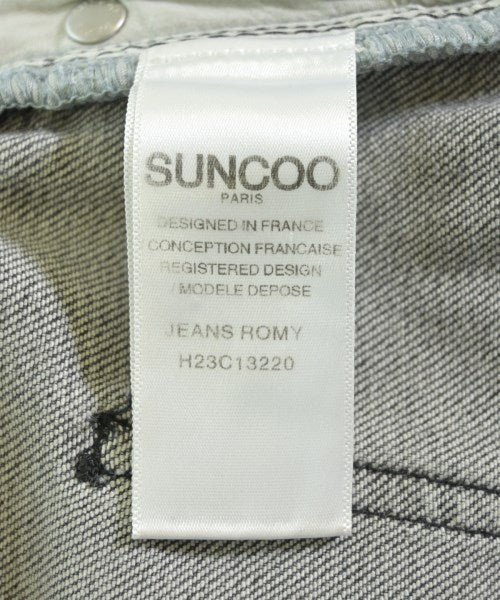 SUNCOO
PARIS
DESIGNED IN FRANCE
CONCEPTION FRANCAISE
REGISTERED DESIGN
/ MODELE DEPOSE
JEANS ROMY
H23C13220